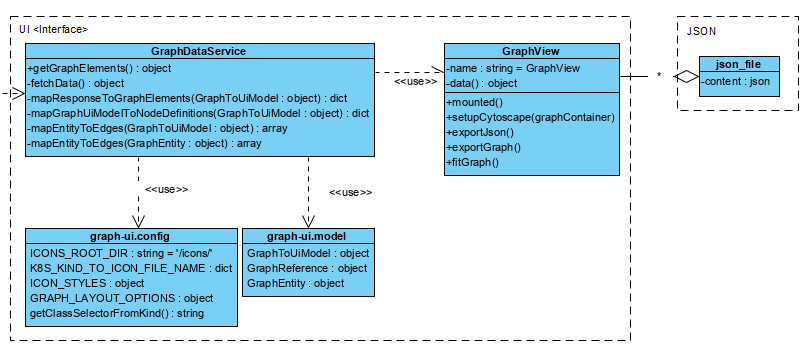 UI <Interface>
GraphDataService
+getGraphElements() : object
-fetchData() : object
-mapResponseToGraphElements(GraphToUiModel : object) : dict
-mapGraphUiModelToNodeDefinitions(GraphToUiModel : object) : dict
-mapEntityToEdges(GraphToUiModel : object) : array
-mapEntityToEdges(GraphEntity : object) : array
<<use>>
GraphView
-name : string = GraphView
-data() : object
+mounted()
+setupCytoscape(graphContainer)
+exportJson()
+exportGraph()
+fitGraph()
*
JSON
json_file
-content : json
<<use>>
<<use>>
graph-ui.config
ICONS_ROOT_DIR : string = '/icons/'
K8S_KIND_TO_ICON_FILE_NAME : dict
ICON_STYLES : object
GRAPH_LAYOUT_OPTIONS : object
getClassSelectorFromKind() : string
graph-ui.model
GraphToUiModel : object
GraphReference : object
GraphEntity : object